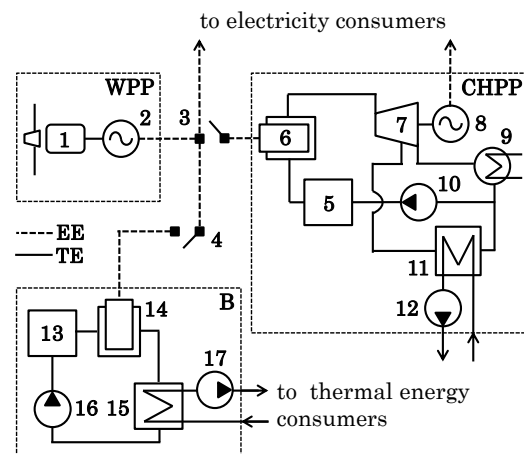 to electricity consumers
WPP
CHPP
1
2
3
6
7
8
9
10
5
EE
TE
4
11
12
B
14
13
17
16
15
to thermal energy
consumers